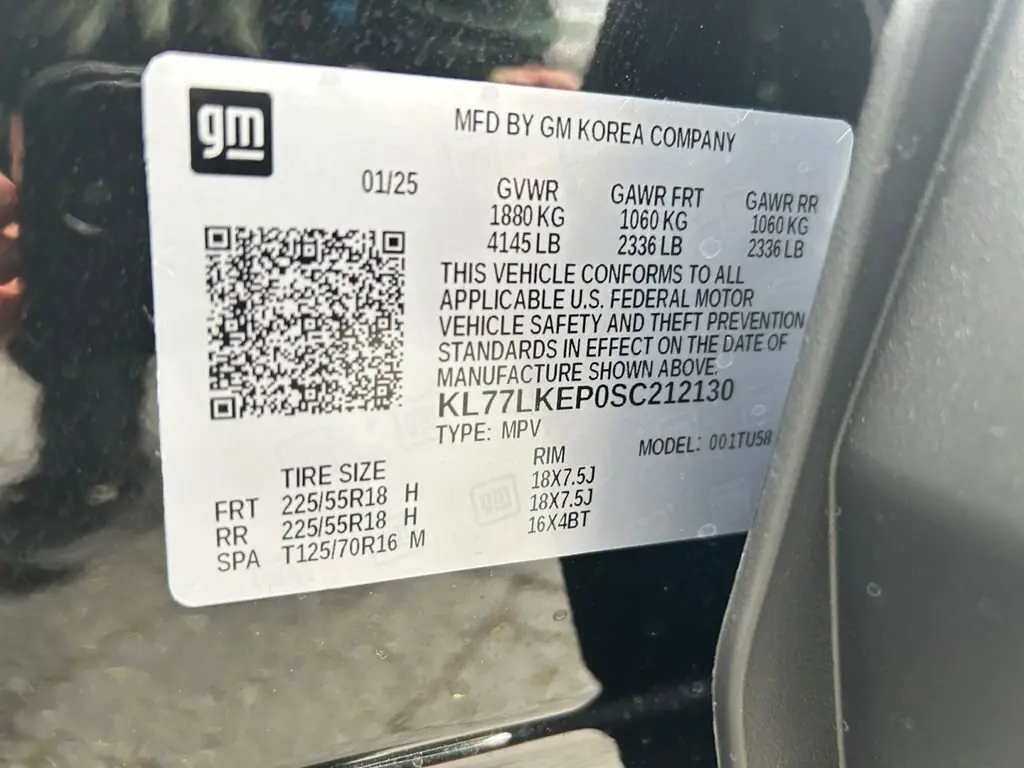 gm
MFD BY GM KOREA COMPANY
01/25
GVWR GAWR FRT GAWR RR
1880 KG 1060 KG 1060 KG
4145 LB 2336 LB 2336 LB
THIS VEHICLE CONFORMS TO ALL
APPLICABLE U.S. FEDERAL MOTOR
VEHICLE SAFETY AND THEFT PREVENTION
STANDARDS IN EFFECT ON THE DATE OF
MANUFACTURE SHOWN ABOVE.
KL77LKEP0SC212130
TYPE: MPV MODEL: 001TU58
TIRE SIZE RIM
FRT 225/55R18 H 18X7.5J
RR 225/55R18 H 18X7.5J
SPA T125/70R16 M 16X4BT